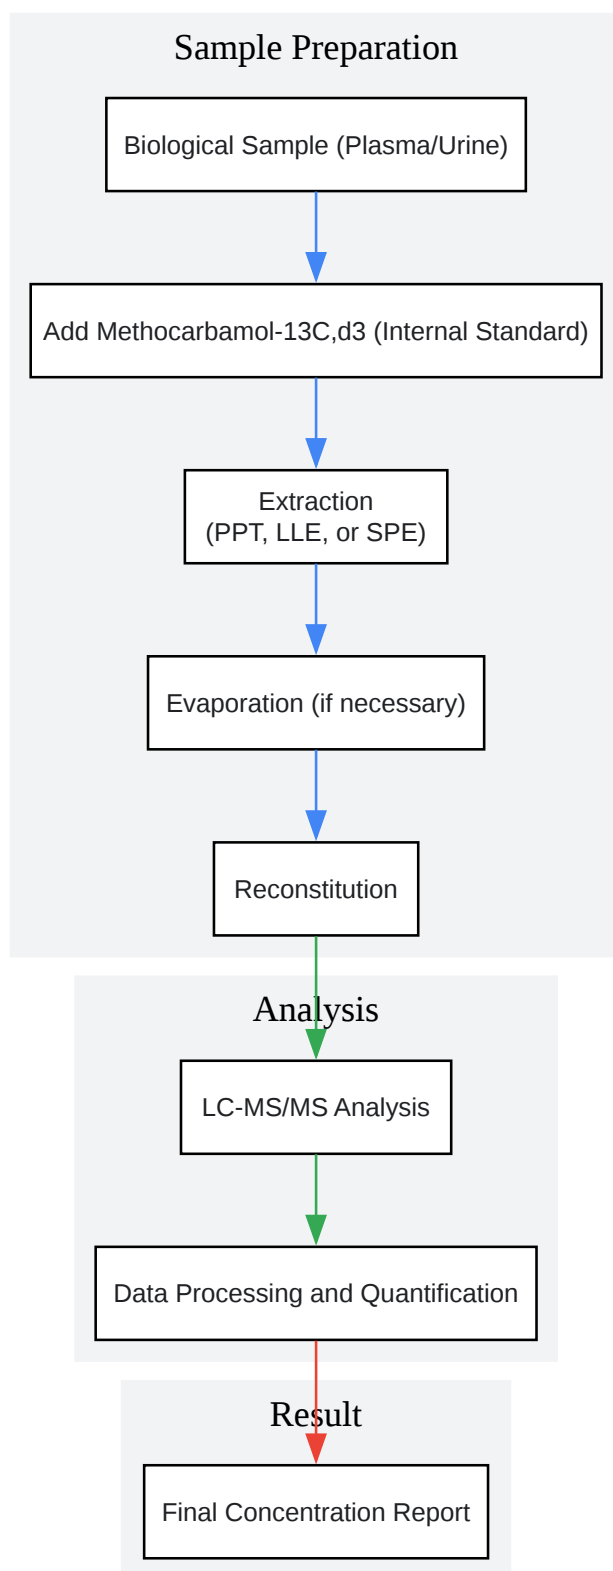 Sample Preparation
Biological Sample (Plasma/Urine)
Add Methocarbamol-13C,d3 (Internal Standard)
Extraction
(PPT, LLE, or SPE)
Evaporation (if necessary)
Reconstitution
Analysis
LC-MS/MS Analysis
Data Processing and Quantification
Result
Final Concentration Report